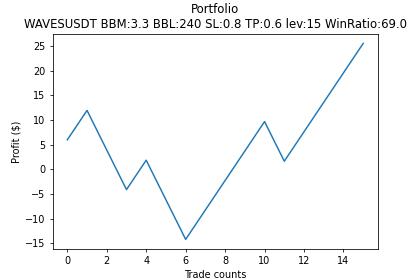 Portfolio
WAVESUSDT BBM:3.3 BBL:240 SL:0.8 TP:0.6 lev:15 WinRatio:69.0
25
20
15
10
5
0
−5
−10
−15
Profit ($)
0 2 4 6 8 10 12 14
Trade counts